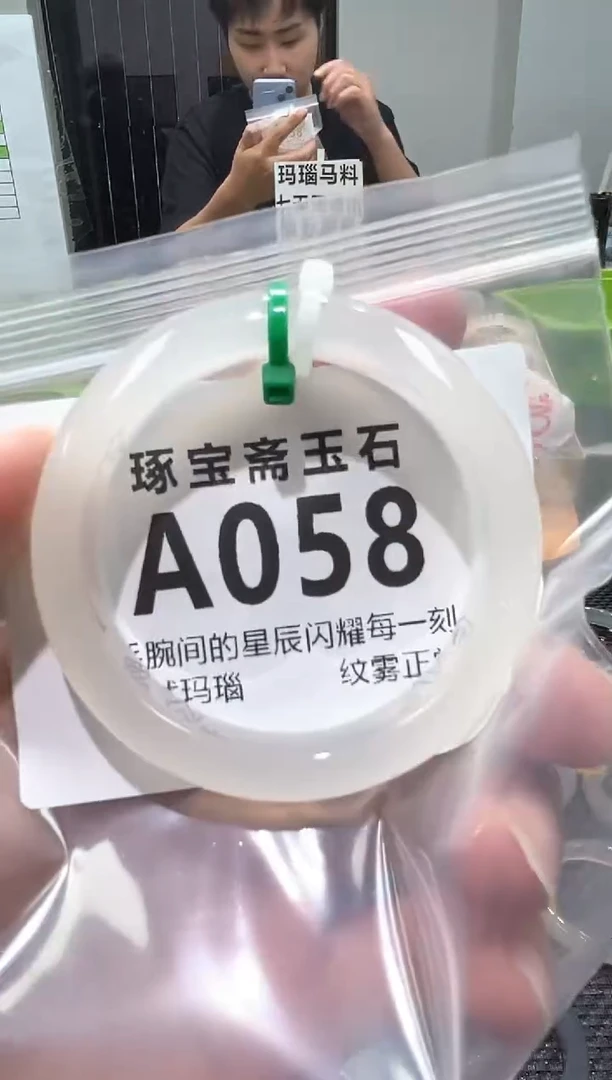 玛瑙马料
琢宝斋玉石
A058
腕间的星辰闪耀每一刻
玛瑙 纹雾正